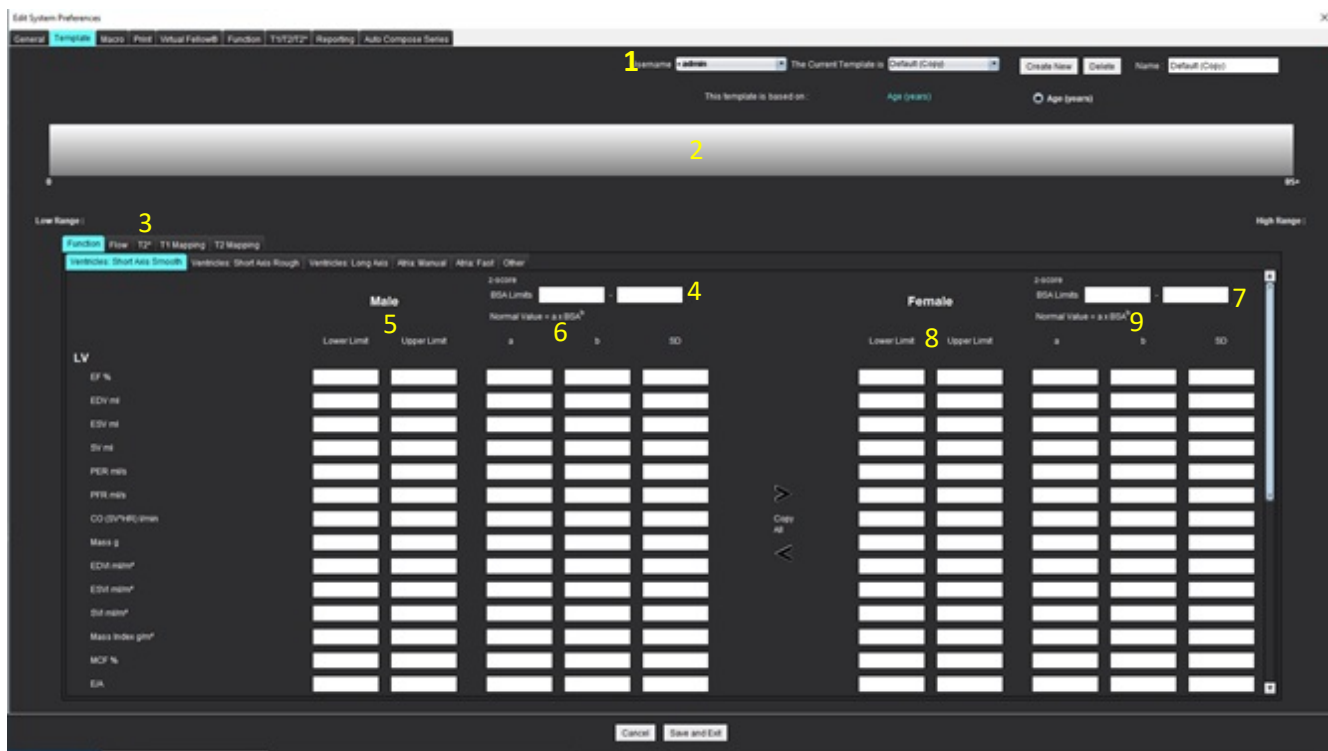 Edit System Preferences
General Template Macro Print Virtual Fellow® Function T1/T2/T2* Reporting Auto Compose Series
1 Username admin The Current Template is Default (Copy) Create New Delete Name Default (Copy)
This template is based on : Age (years) Age (years)
2
0 85+
Low Range : High Range :
3
Function Flow T2* T1 Mapping T2 Mapping
Ventricles: Short Axis Smooth Ventricles: Short Axis Rough Ventricles: Long Axis Atria: Manual Atria: Fast Other
z-score z-score
Male BSA Limits - 4 Female BSA Limits - 7
5 Normal Value = a x BSA^b 6 Normal Value = a x BSA^b 9
Lower Limit Upper Limit a b SD Lower Limit 8 Upper Limit a b SD
LV
EF %
EDV ml
ESV ml
SV ml
PER ml/s
PFR ml/s >
CO (SV*HR) l/min Copy All
Mass g <
EDVI ml/m²
ESVI ml/m²
SVI ml/m²
Mass Index g/m²
MCF %
E/A
Cancel Save and Exit